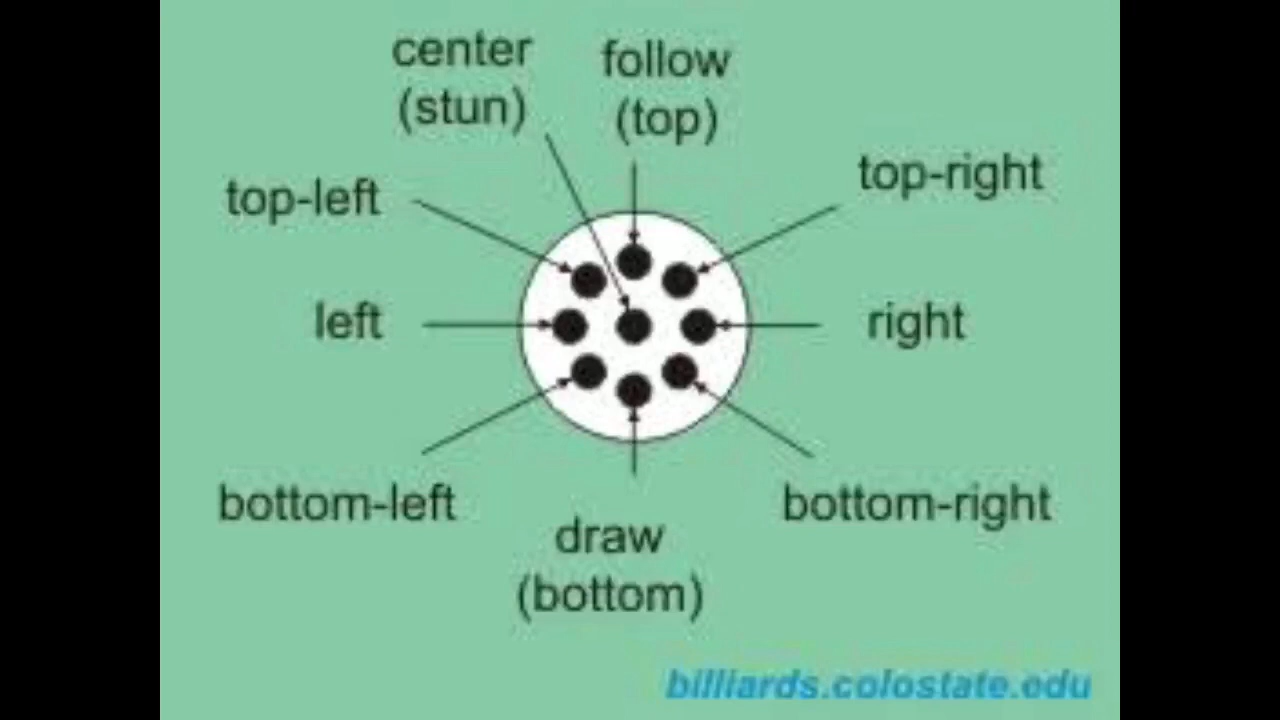 center
(stun)
follow
(top)
top-left
top-right
left
right
bottom-left
bottom-right
draw
(bottom)
billiards.colostate.edu